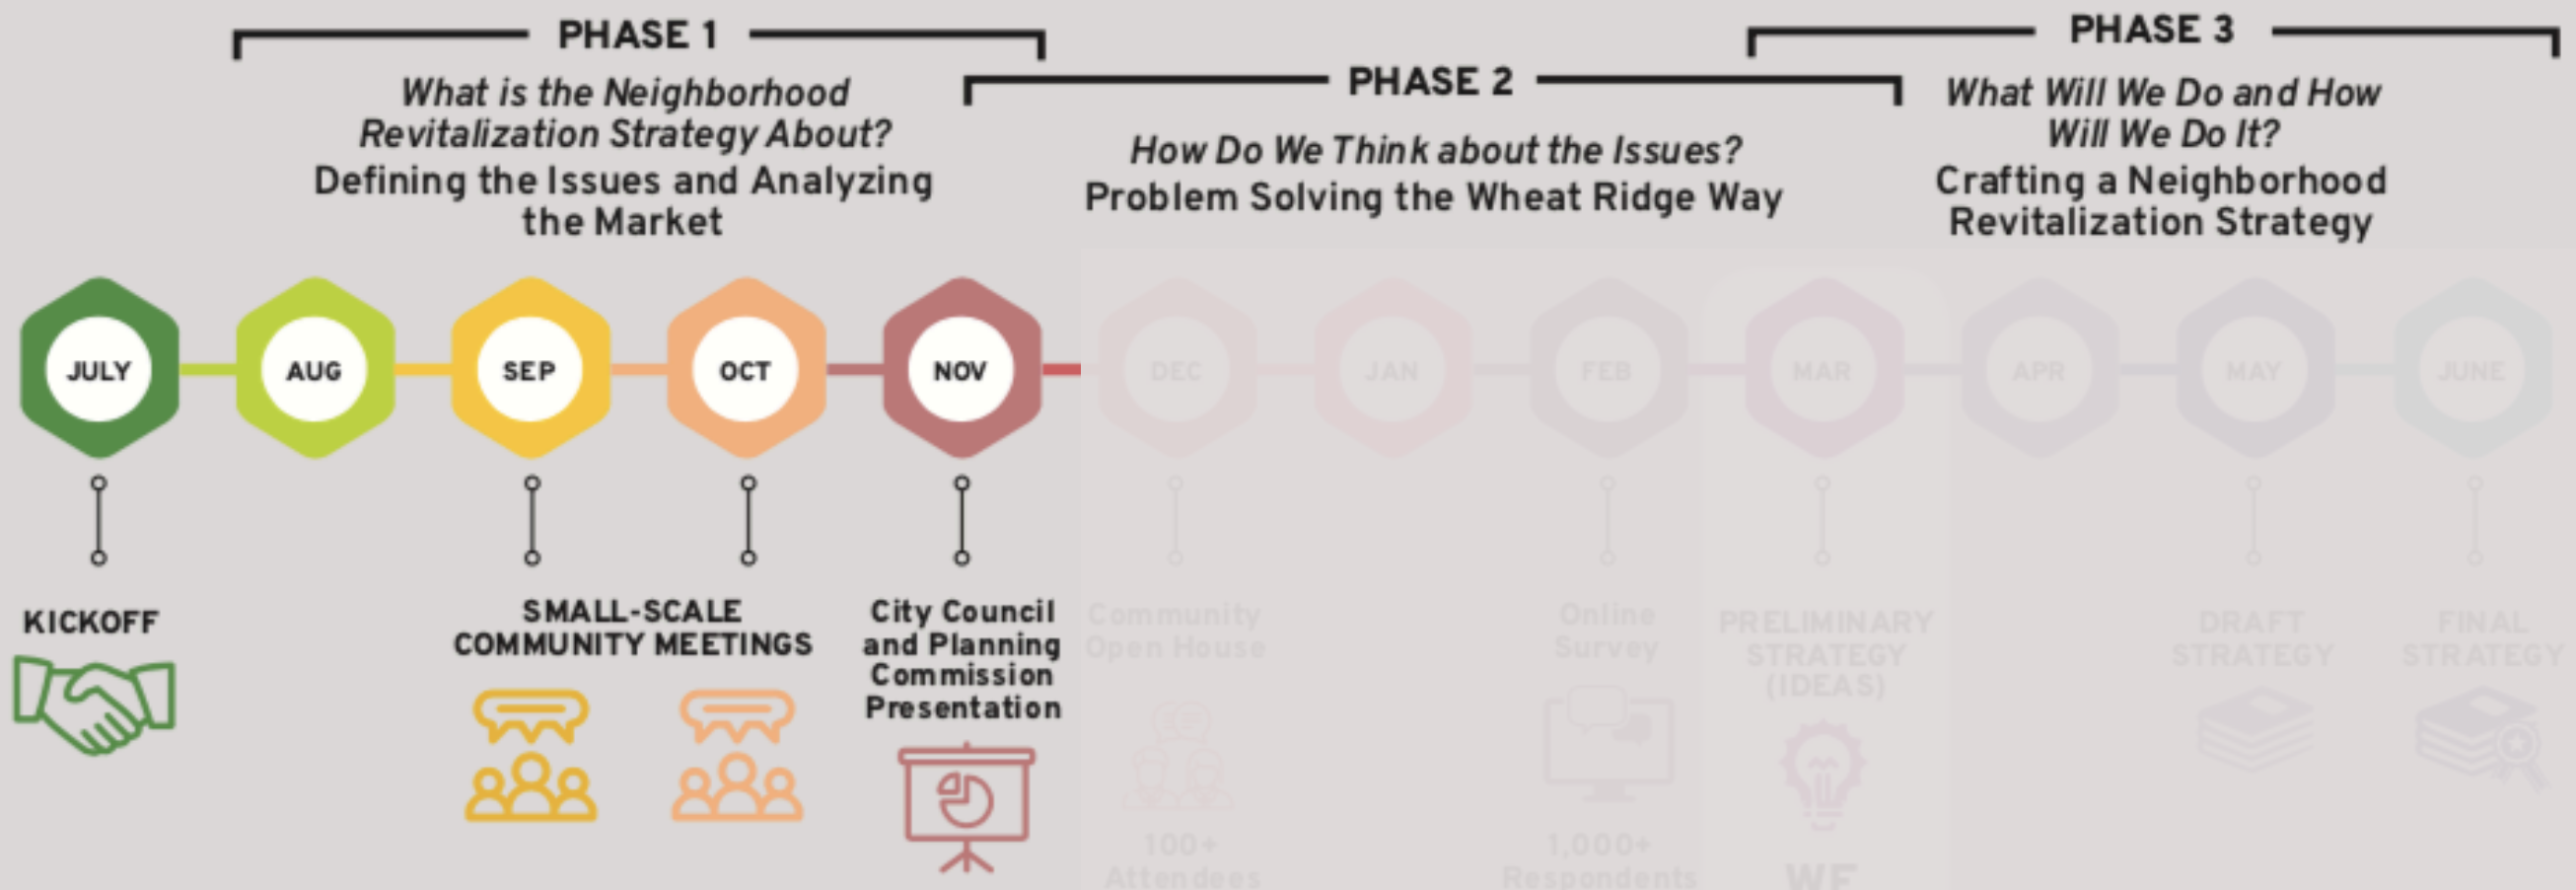 PHASE 1
What is the Neighborhood
Revitalization Strategy About?
Defining the Issues and Analyzing
the Market
PHASE 2
How Do We Think about the Issues?
Problem Solving the Wheat Ridge Way
PHASE 3
What Will We Do and How
Will We Do It?
Crafting a Neighborhood
Revitalization Strategy
JULY
AUG
SEP
OCT
NOV
DEC
JAN
FEB
MAR
APR
MAY
JUNE
KICKOFF
SMALL-SCALE
COMMUNITY MEETINGS
City Council
and Planning
Commission
Presentation
Community
Open House
100+
Attendees
Online
Survey
1,000+
Respondents
PRELIMINARY
STRATEGY
(IDEAS)
WE
DRAFT
STRATEGY
FINAL
STRATEGY